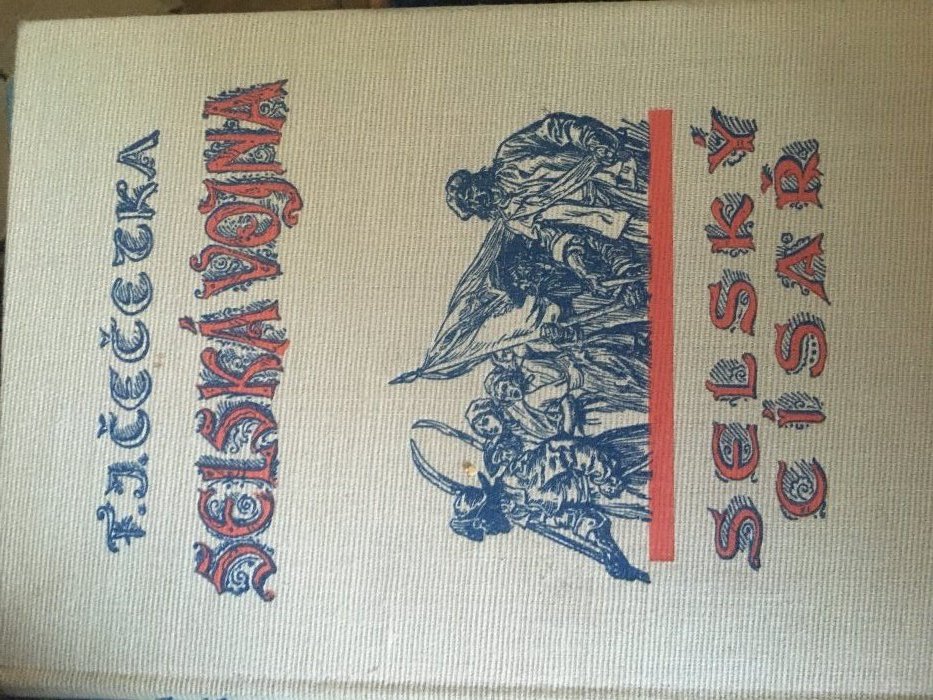 F. J. ČEČETKA
SELSKÁ VOJNA
SELSKÝ
CÍSAŘ